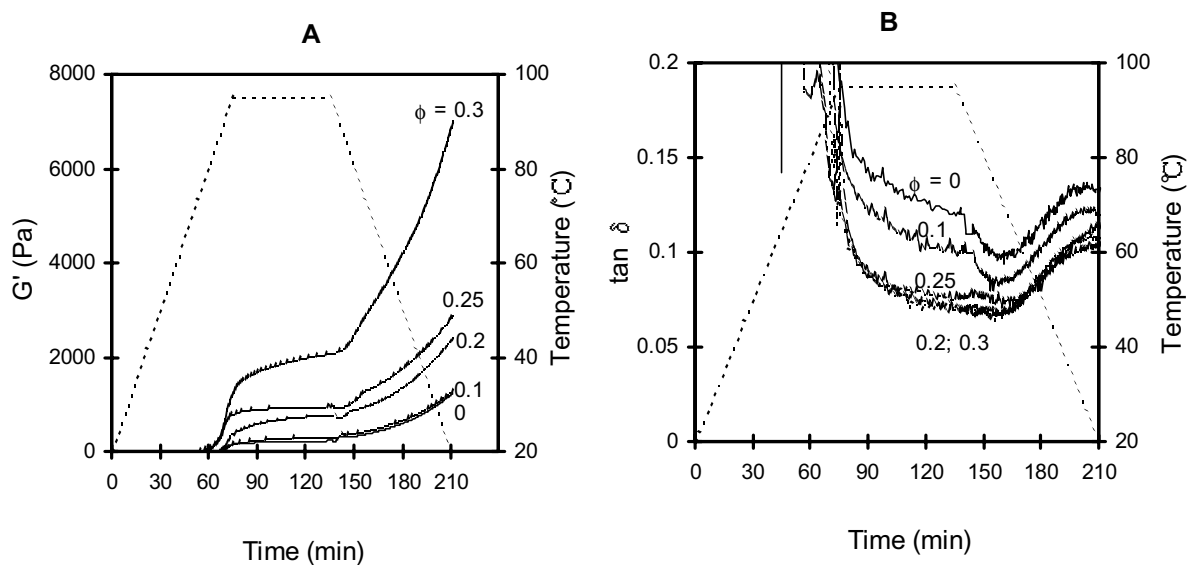 A
8000
6000
4000
2000
0
G' (Pa)
100
80
60
40
20
Temperature (°C)
0 30 60 90 120 150 180 210
Time (min)
ϕ = 0.3
0.25
0.2
0.1
0
B
0.2
0.15
0.1
0.05
0
tan δ
100
80
60
40
20
Temperature (°C)
0 30 60 90 120 150 180 210
Time (min)
ϕ = 0
0.1
0.25
0.2; 0.3